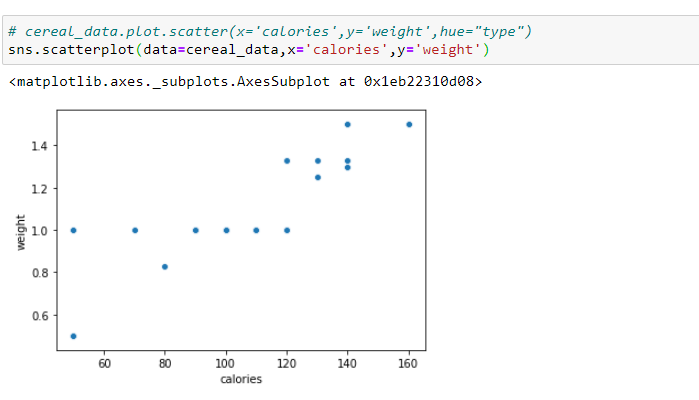 # cereal_data.plot.scatter(x='calories',y='weight',hue="type")
sns.scatterplot(data=cereal_data,x='calories',y='weight')
<matplotlib.axes._subplots.AxesSubplot at 0x1eb22310d08>
1.4
1.2
1.0
0.8
0.6
weight
60 80 100 120 140 160
calories